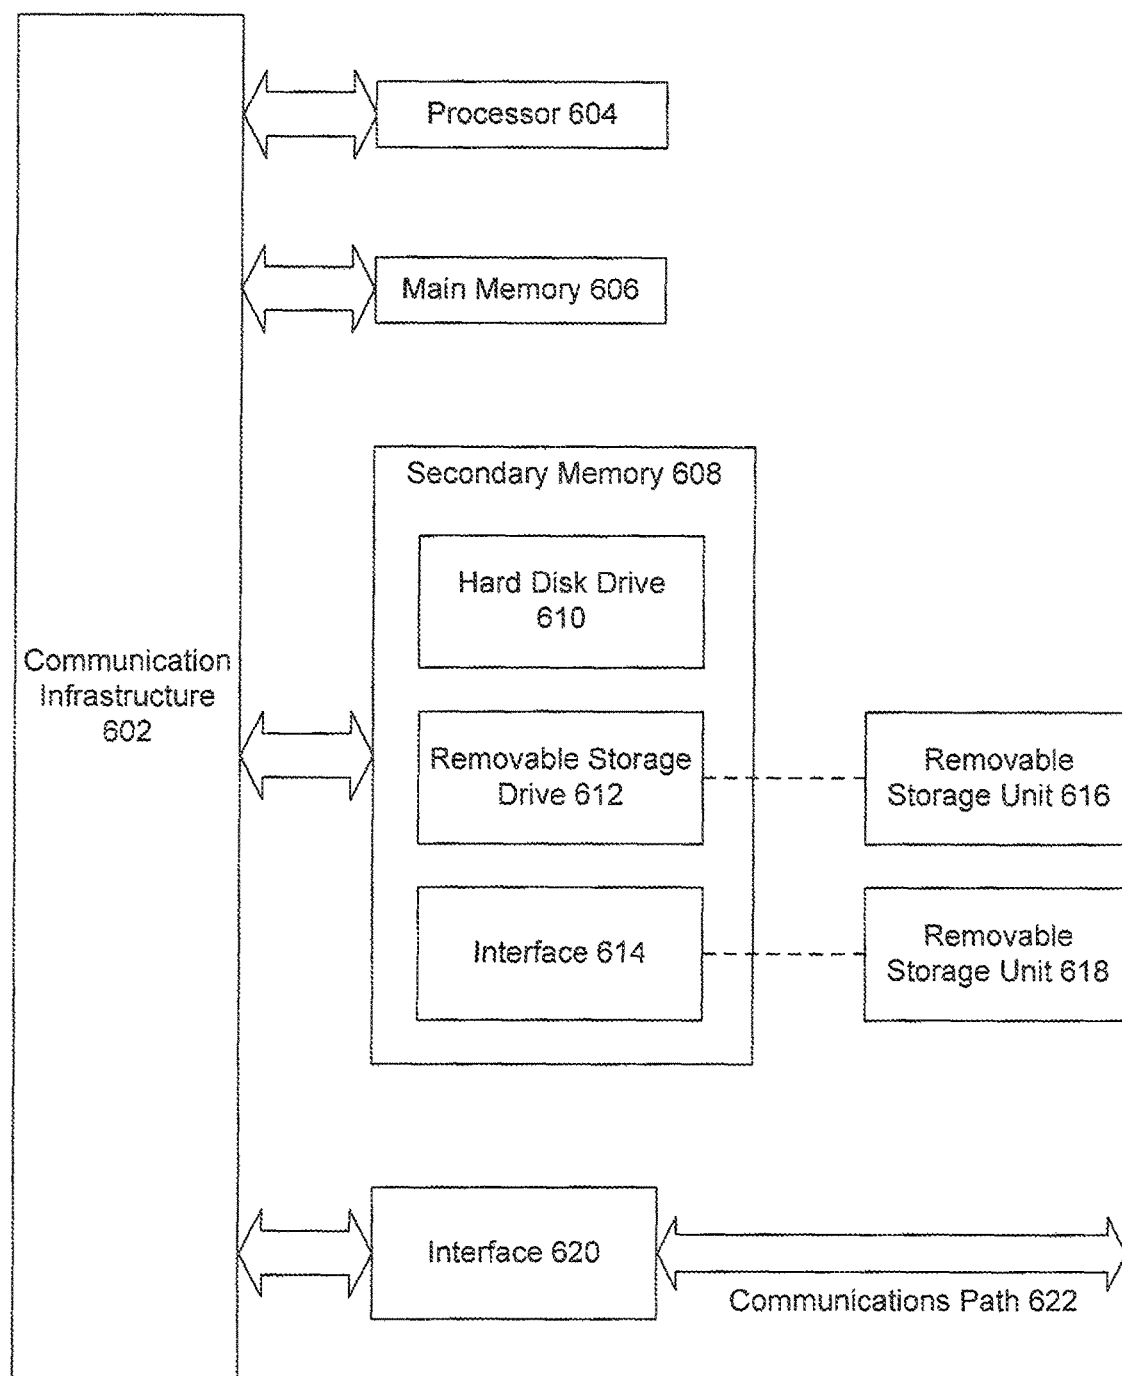 Processor 604
Main Memory 606
Secondary Memory 608
Hard Disk Drive
610
Communication
Infrastructure
602
Removable Storage
Drive 612
Removable
Storage Unit 616
Interface 614
Removable
Storage Unit 618
Interface 620
Communications Path 622